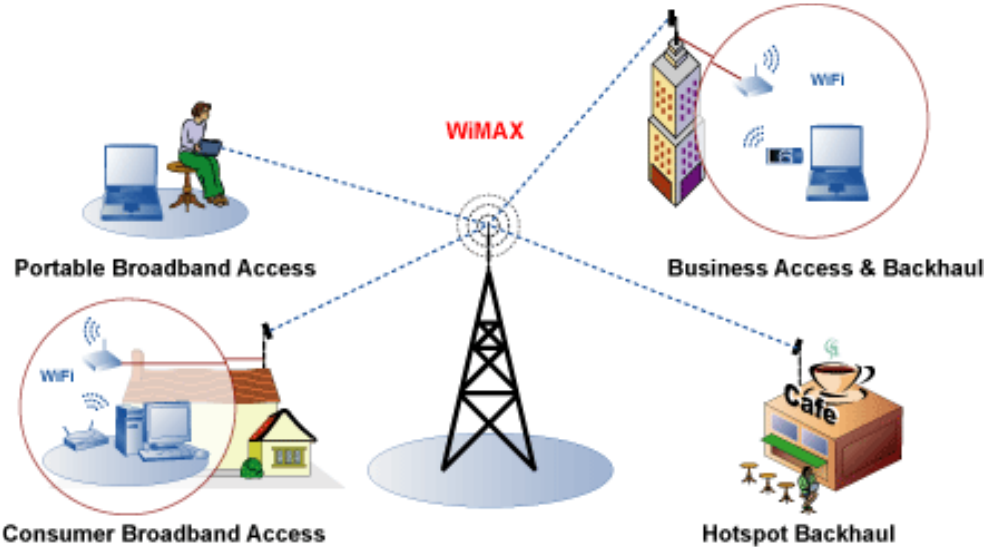 WiMAX
WiFi
Portable Broadband Access
Business Access & Backhaul
WiFi
Cafe
Consumer Broadband Access
Hotspot Backhaul